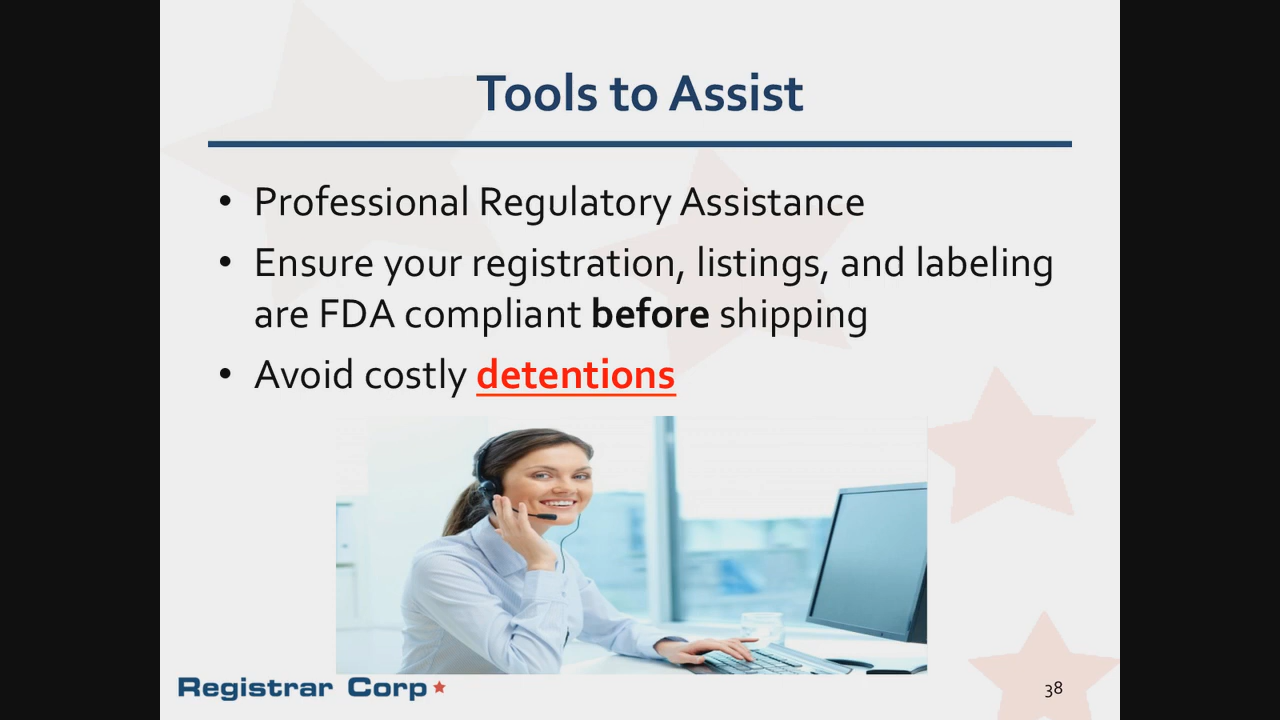 Tools to Assist
• Professional Regulatory Assistance
• Ensure your registration, listings, and labeling
are FDA compliant before shipping
• Avoid costly detentions
Registrar Corp
38